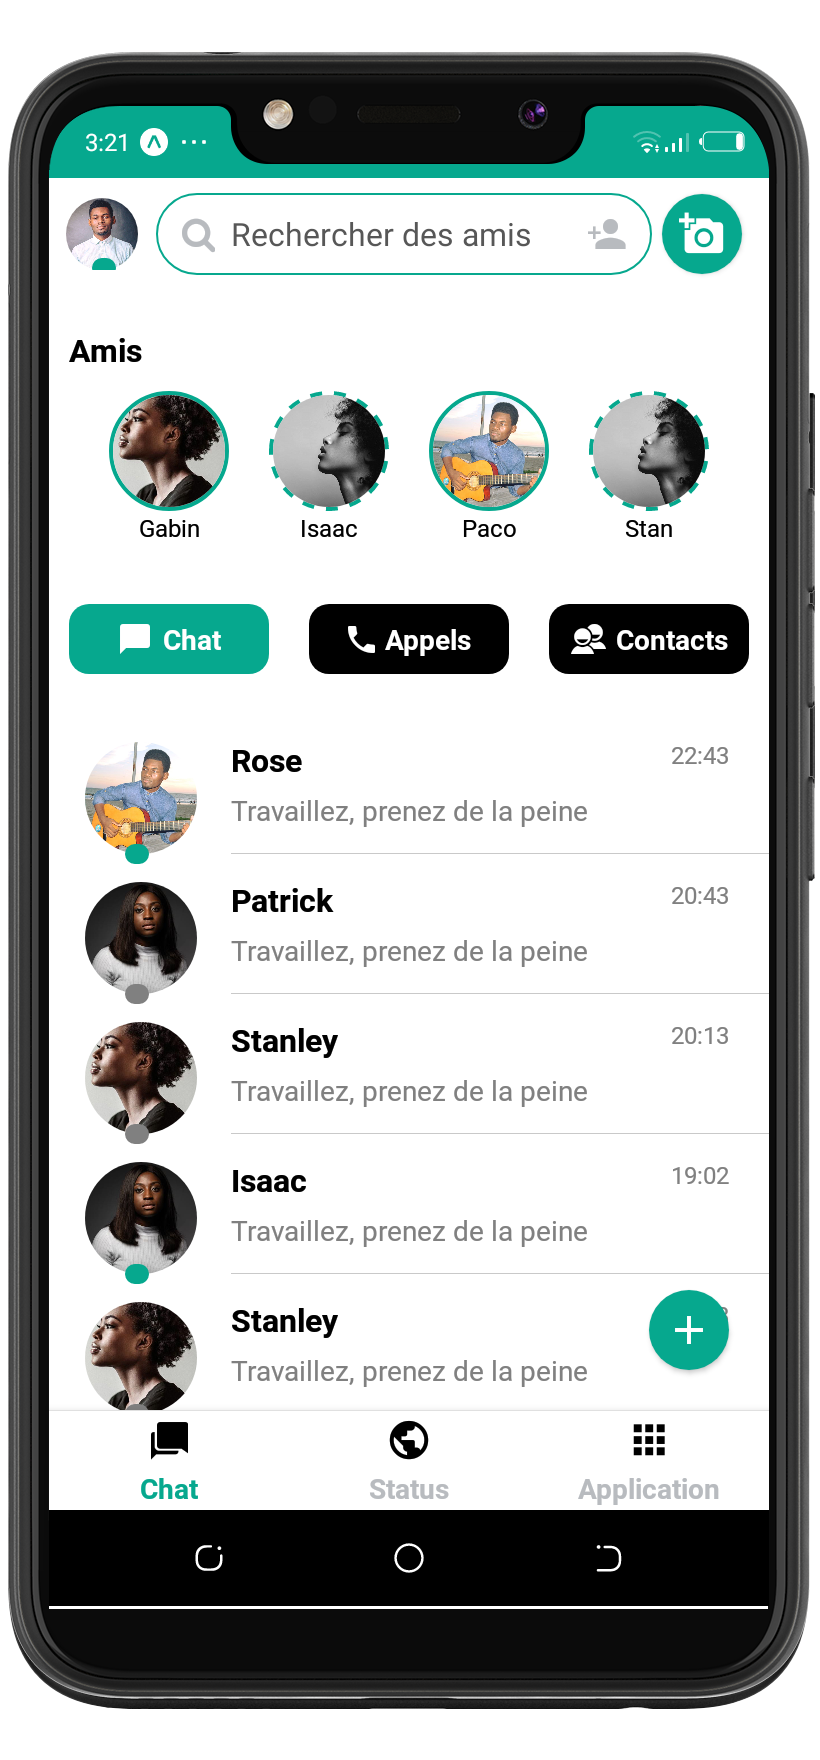 3:21
Rechercher des amis
Amis
Gabin Isaac Paco Stan
Chat Appels Contacts
Rose 22:43
Travaillez, prenez de la peine
Patrick 20:43
Travaillez, prenez de la peine
Stanley 20:13
Travaillez, prenez de la peine
Isaac 19:02
Travaillez, prenez de la peine
Stanley
Travaillez, prenez de la peine
Chat Status Application